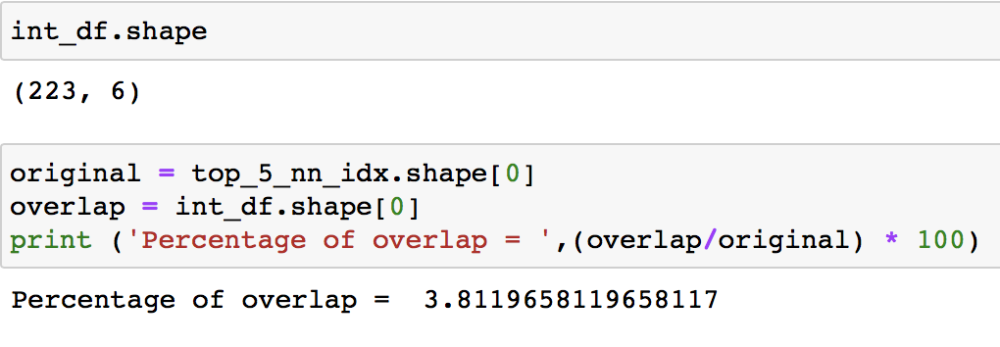 int_df.shape
(223, 6)
original = top_5_nn_idx.shape[0]
overlap = int_df.shape[0]
print ('Percentage of overlap = ',(overlap/original) * 100)
Percentage of overlap =  3.8119658119658117